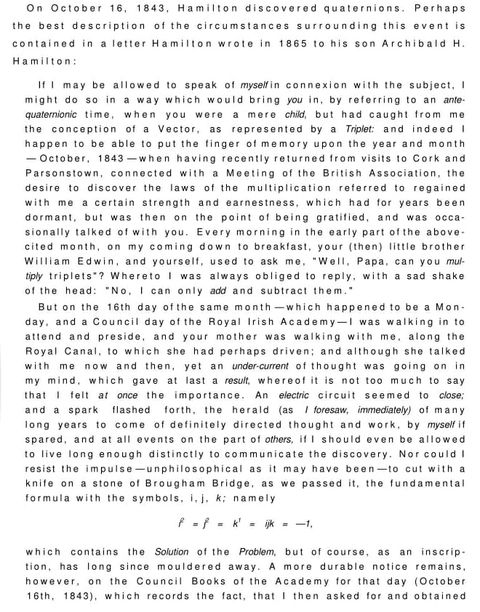 On October 16, 1843, Hamilton discovered quaternions. Perhaps
the best description of the circumstances surrounding this event is
contained in a letter Hamilton wrote in 1865 to his son Archibald H.
Hamilton:
If I may be allowed to speak of myself in connexion with the subject, I
might do so in a way which would bring you in, by referring to an ante-
quaternionic time, when you were a mere child, but had caught from me
the conception of a Vector, as represented by a Triplet: and indeed I
happen to be able to put the finger of memory upon the year and month
—October, 1843—when having recently returned from visits to Cork and
Parsonstown, connected with a Meeting of the British Association, the
desire to discover the laws of the multiplication referred to regained
with me a certain strength and earnestness, which had for years been
dormant, but was then on the point of being gratified, and was occa-
sionally talked of with you. Every morning in the early part of the above-
cited month, on my coming down to breakfast, your (then) little brother
William Edwin, and yourself, used to ask me, "Well, Papa, can you mul-
tiply triplets"? Whereto I was always obliged to reply, with a sad shake
of the head: "No, I can only add and subtract them."
But on the 16th day of the same month—which happened to be a Mon-
day, and a Council day of the Royal Irish Academy—I was walking in to
attend and preside, and your mother was walking with me, along the
Royal Canal, to which she had perhaps driven; and although she talked
with me now and then, yet an under-current of thought was going on in
my mind, which gave at last a result, whereof it is not too much to say
that I felt at once the importance. An electric circuit seemed to close;
and a spark flashed forth, the herald (as I foresaw, immediately) of many
long years to come of definitely directed thought and work, by myself if
spared, and at all events on the part of others, if I should even be allowed
to live long enough distinctly to communicate the discovery. Nor could I
resist the impulse—unphilosophical as it may have been—to cut with a
knife on a stone of Brougham Bridge, as we passed it, the fundamental
formula with the symbols, i, j, k; namely
i² = j² = k¹ = ijk = —1,
which contains the Solution of the Problem, but of course, as an inscrip-
tion, has long since mouldered away. A more durable notice remains,
however, on the Council Books of the Academy for that day (October
16th, 1843), which records the fact, that I then asked for and obtained